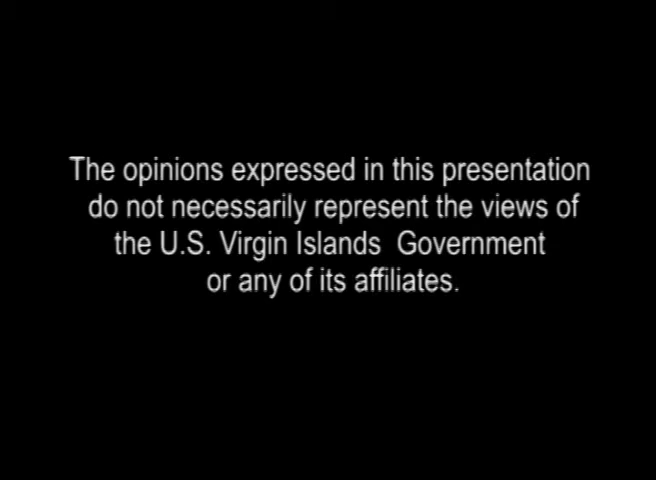 The opinions expressed in this presentation
do not necessarily represent the views of
the U.S. Virgin Islands  Government
or any of its affiliates.